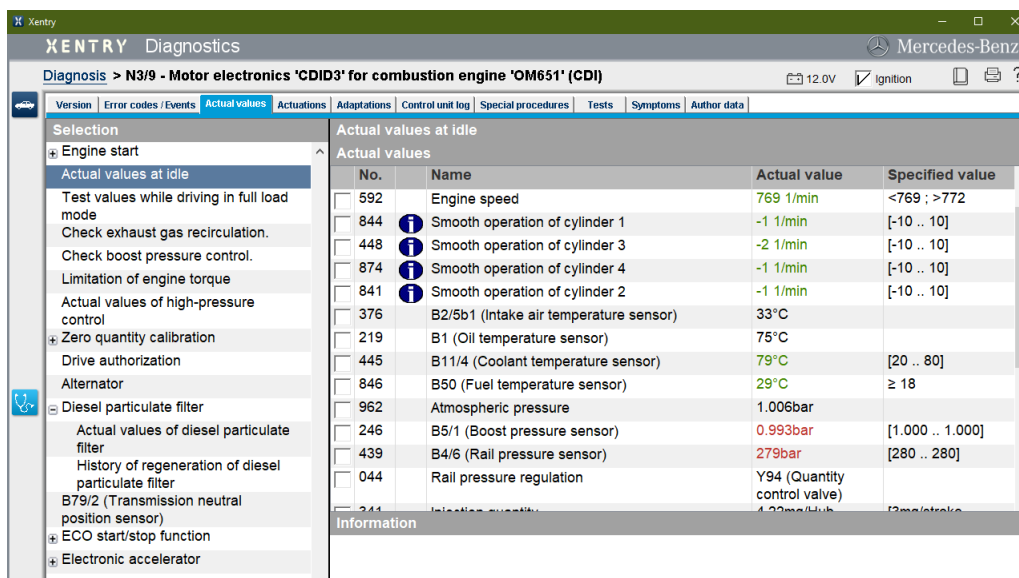 Xentry
XENTRY Diagnostics
Mercedes-Benz
Diagnosis > N3/9 - Motor electronics 'CDID3' for combustion engine 'OM651' (CDI)
12.0V Ignition
Version Error codes / Events Actual values Actuations Adaptations Control unit log Special procedures Tests Symptoms Author data
Selection
Engine start
Actual values at idle
Test values while driving in full load
mode
Check exhaust gas recirculation.
Check boost pressure control.
Limitation of engine torque
Actual values of high-pressure
control
Zero quantity calibration
Drive authorization
Alternator
Diesel particulate filter
Actual values of diesel particulate
filter
History of regeneration of diesel
particulate filter
B79/2 (Transmission neutral
position sensor)
ECO start/stop function
Electronic accelerator
Actual values at idle
Actual values
No. Name Actual value Specified value
592 Engine speed 769 1/min <769 ; >772
844 Smooth operation of cylinder 1 -1 1/min [-10 .. 10]
448 Smooth operation of cylinder 3 -2 1/min [-10 .. 10]
874 Smooth operation of cylinder 4 -1 1/min [-10 .. 10]
841 Smooth operation of cylinder 2 -1 1/min [-10 .. 10]
376 B2/5b1 (Intake air temperature sensor) 33°C
219 B1 (Oil temperature sensor) 75°C
445 B11/4 (Coolant temperature sensor) 79°C [20 .. 80]
846 B50 (Fuel temperature sensor) 29°C ≥ 18
962 Atmospheric pressure 1.006bar
246 B5/1 (Boost pressure sensor) 0.993bar [1.000 .. 1.000]
439 B4/6 (Rail pressure sensor) 279bar [280 .. 280]
044 Rail pressure regulation Y94 (Quantity
control valve)
Information